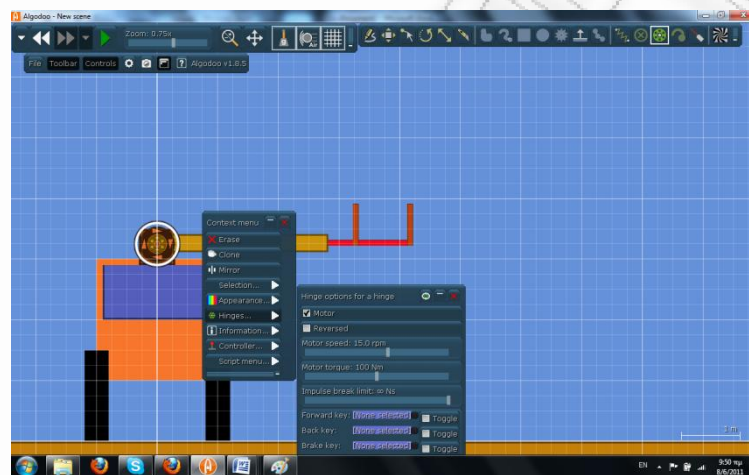 Algodoo - New scene
Zoom: 0.75x
File Toolbar Controls Algodoo v1.8.5
Context menu
Erase
Clone
Mirror
Selection...
Appearance...
Hinges...
Information...
Controller...
Script menu...
Hinge options for a hinge
Motor
Reversed
Motor speed: 15.0 rpm
Motor torque: 100 Nm
Impulse break limit: ∞ Ns
Forward key: [None selected] Toggle
Back key: [None selected] Toggle
Brake key: [None selected] Toggle
1 m
EN
9:50 πμ
8/6/2011